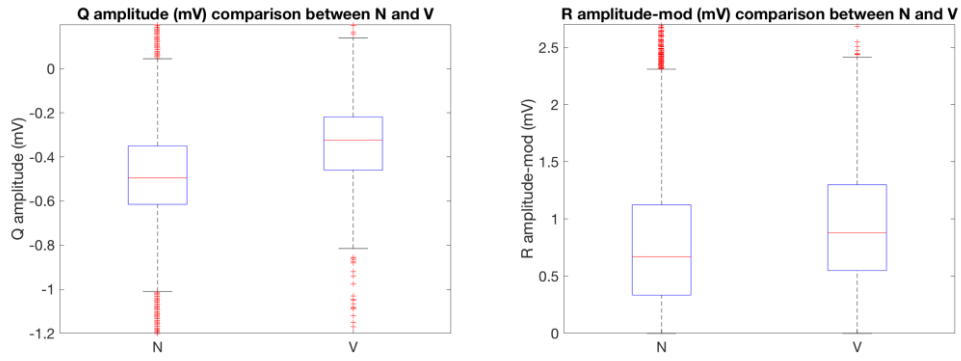 Q amplitude (mV) comparison between N and V
Q amplitude (mV)
0
-0.2
-0.4
-0.6
-0.8
-1
-1.2
N V
R amplitude-mod (mV) comparison between N and V
R amplitude-mod (mV)
2.5
2
1.5
1
0.5
0
N V